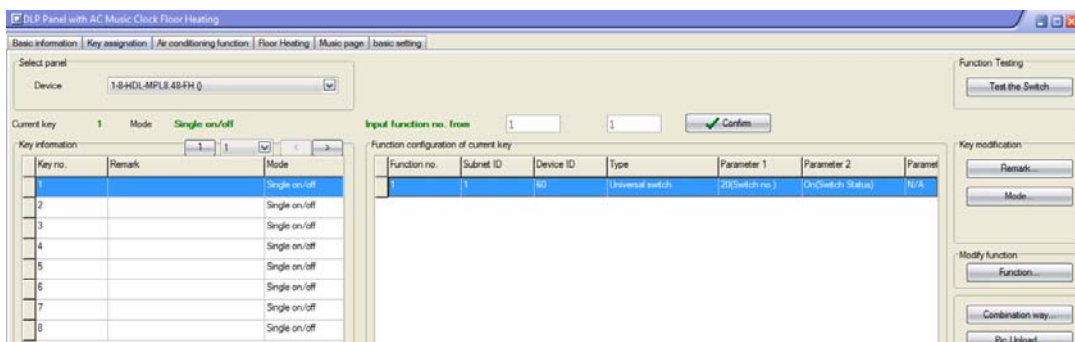 DLP Panel with AC Music Clock Floor Heating
Basic information Key assignation Air conditioning function Floor Heating Music page basic setting
Select panel Function Testing
Device 1-8-HDL-MPL8.48-FH () Test the Switch
Current key 1 Mode Single on/off Input function no. from 1 1 Confirm
Key information 1 1 < > Function configuration of current key Key modification
Key no. Remark Mode Function no. Subnet ID Device ID Type Parameter 1 Parameter 2 Paramet Remark...
1 Single on/off 1 1 60 Universal switch 20(Switch no.) On(Switch Status) N/A
2 Single on/off Mode...
3 Single on/off
4 Single on/off
5 Single on/off Modify function
6 Single on/off Function...
7 Single on/off
8 Single on/off Combination way...
Pic Upload